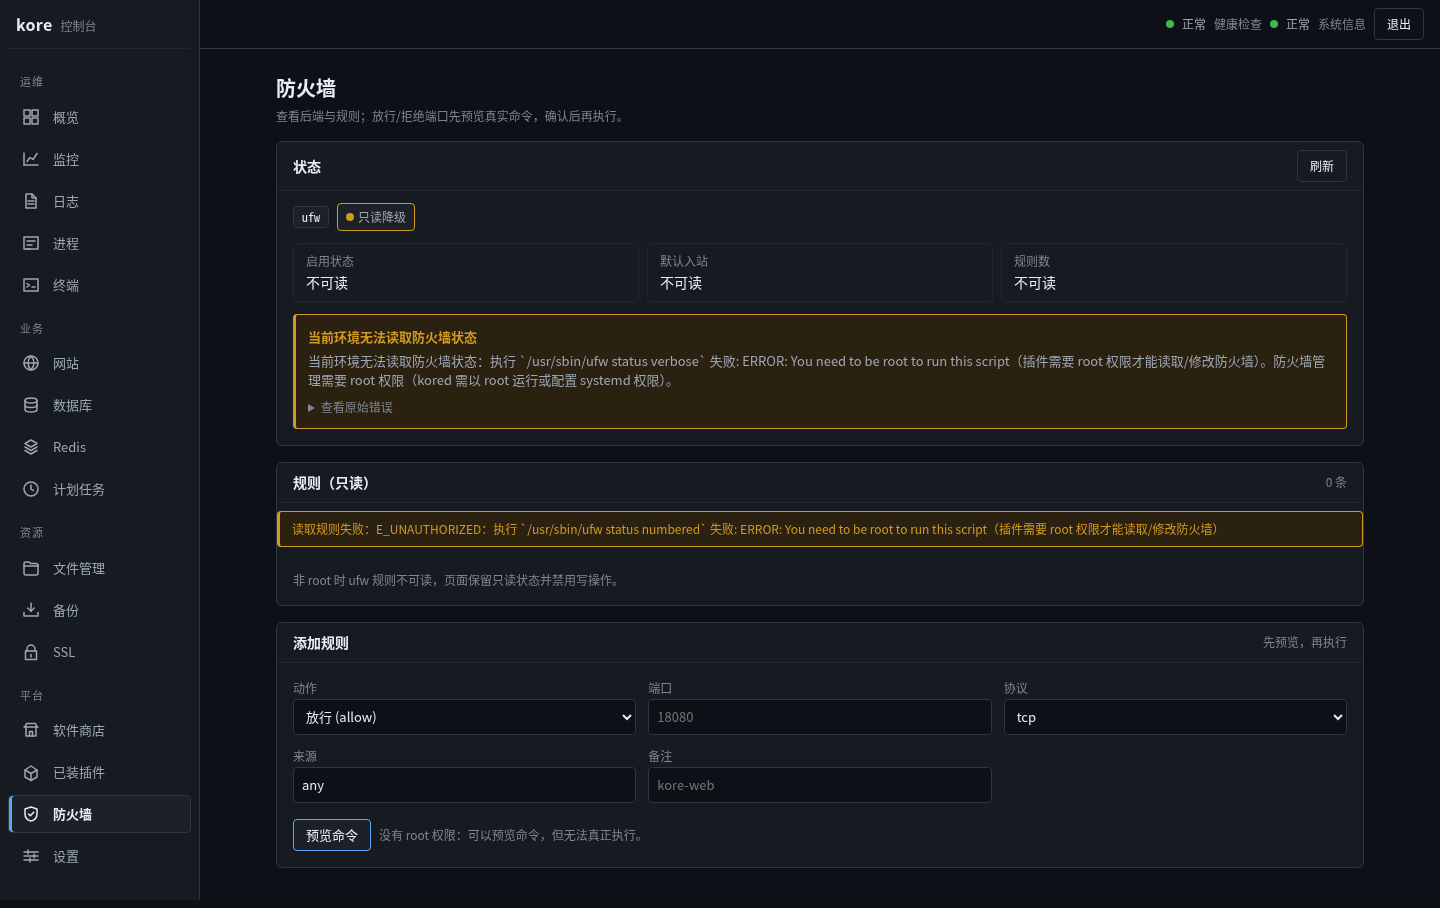 kore 控制台
正常 健康检查 正常 系统信息 退出
运维
概览
监控
日志
进程
终端
业务
网站
数据库
Redis
计划任务
资源
文件管理
备份
SSL
平台
软件商店
已装插件
防火墙
设置
防火墙
查看后端与规则；放行/拒绝端口先预览真实命令，确认后再执行。
状态
刷新
ufw 只读降级
启用状态
不可读
默认入站
不可读
规则数
不可读
当前环境无法读取防火墙状态
当前环境无法读取防火墙状态：执行 `/usr/sbin/ufw status verbose` 失败: ERROR: You need to be root to run this script（插件需要 root 权限才能读取/修改防火墙）。防火墙管
理需要 root 权限（kored 需以 root 运行或配置 systemd 权限）。
查看原始错误
规则（只读）
0 条
读取规则失败：E_UNAUTHORIZED：执行 `/usr/sbin/ufw status numbered` 失败: ERROR: You need to be root to run this script（插件需要 root 权限才能读取/修改防火墙）
非 root 时 ufw 规则不可读，页面保留只读状态并禁用写操作。
添加规则
先预览，再执行
动作
放行 (allow)
端口
18080
协议
tcp
来源
any
备注
kore-web
预览命令 没有 root 权限：可以预览命令，但无法真正执行。